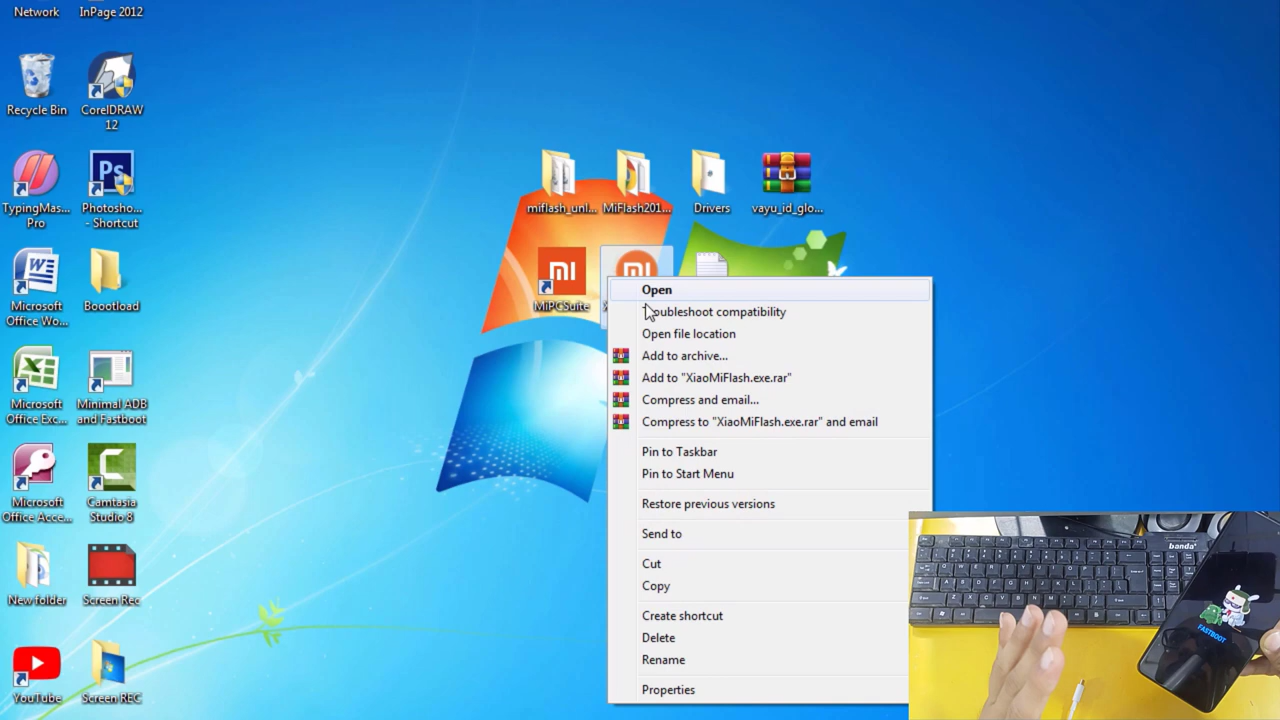 Network
InPage 2012
Recycle Bin
CorelDRAW
12
TypingMas...
Pro
Photosho...
- Shortcut
miflash_unl...
MiFlash201...
Drivers
vayu_id_glo...
Microsoft
Office Wo...
Boootload
MiPCSuite
Microsoft
Office Exc...
Minimal ADB
and Fastboot
Microsoft
Office Acce...
Camtasia
Studio 8
New folder
Screen Rec
YouTube
Screen REC
Open
Troubleshoot compatibility
Open file location
Add to archive...
Add to "XiaoMiFlash.exe.rar"
Compress and email...
Compress to "XiaoMiFlash.exe.rar" and email
Pin to Taskbar
Pin to Start Menu
Restore previous versions
Send to
Cut
Copy
Create shortcut
Delete
Rename
Properties
banda
FASTBOOT